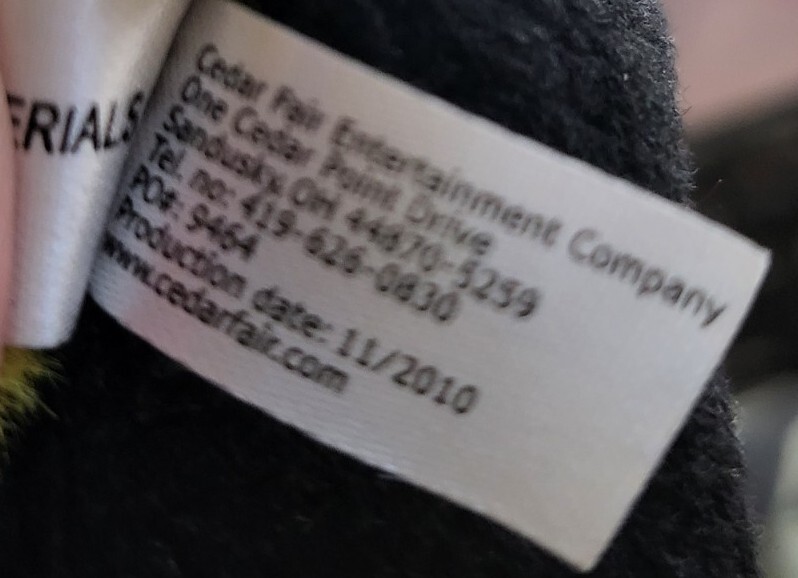 ERIALS
Cedar Fair Entertainment Company
One Cedar Point Drive
Sandusky, OH 44870-5259
Tel. no: 419-626-0830
PO#: 9464
Production date: 11/2010
www.cedarfair.com